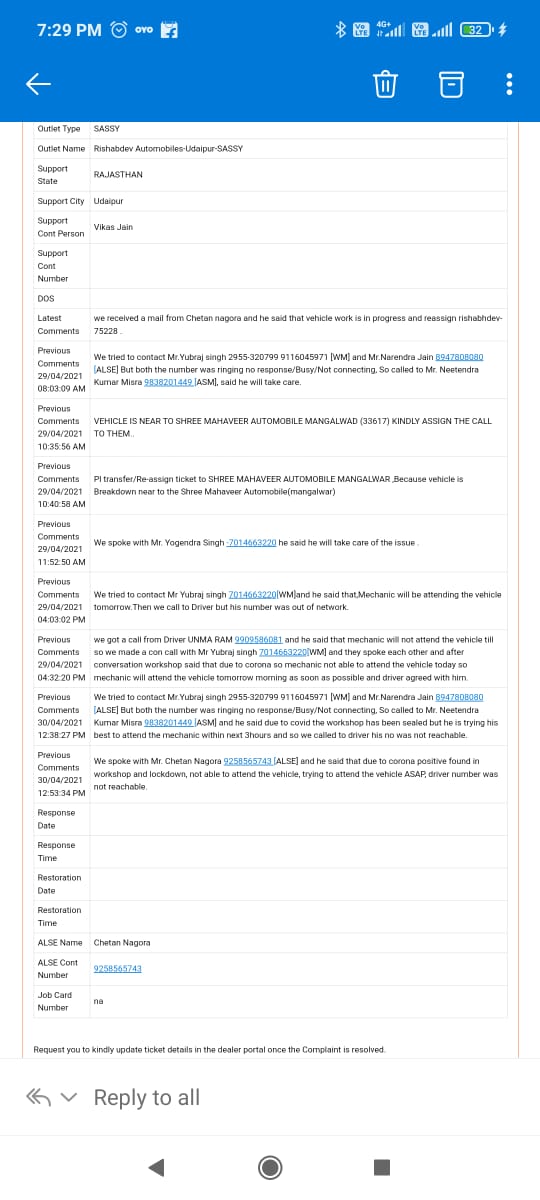 7:29 PM OYO 4G+ Vo LTE Vo LTE 32
Outlet Type SASSY
Outlet Name Rishabdev Automobiles-Udaipur-SASSY
Support
State
RAJASTHAN
Support City Udaipur
Support
Cont Person
Vikas Jain
Support
Cont
Number
DOS
Latest
Comments
we received a mail from Chetan nagora and he said that vehicle work is in progress and reassign rishabhdev-
75228 .
Previous
Comments
29/04/2021
08:03:09 AM
We tried to contact Mr.Yubraj singh 2955-320799 9116045971 [WM] and Mr.Narendra Jain 8947808080
[ALSE] But both the number was ringing no response/Busy/Not connecting, So called to Mr. Neetendra
Kumar Misra 9838201449 [ASM], said he will take care.
Previous
Comments
29/04/2021
10:35:56 AM
VEHICLE IS NEAR TO SHREE MAHAVEER AUTOMOBILE MANGALWAD (33617) KINDLY ASSIGN THE CALL
TO THEM..
Previous
Comments
29/04/2021
10:40:58 AM
Pl transfer/Re-assign ticket to SHREE MAHAVEER AUTOMOBILE MANGALWAR ,Because vehicle is
Breakdown near to the Shree Mahaveer Automobile(mangalwar)
Previous
Comments
29/04/2021
11:52:50 AM
We spoke with Mr. Yogendra Singh -7014663220 he said he will take care of the issue .
Previous
Comments
29/04/2021
04:03:02 PM
We tried to contact Mr Yubraj singh 7014663220[WM]and he said that,Mechanic will be attending the vehicle
tomorrow.Then we call to Driver but his number was out of network.
Previous
Comments
29/04/2021
04:32:20 PM
we got a call from Driver UNMA RAM 9909586081 and he said that mechanic will not attend the vehicle till
so we made a con call with Mr Yubraj singh 7014663220[WM] and they spoke each other and after
conversation workshop said that due to corona so mechanic not able to attend the vehicle today so
mechanic will attend the vehicle tomorrow morning as soon as possible and driver agreed with him.
Previous
Comments
30/04/2021
12:38:27 PM
We tried to contact Mr.Yubraj singh 2955-320799 9116045971 [WM] and Mr.Narendra Jain 8947808080
[ALSE] But both the number was ringing no response/Busy/Not connecting, So called to Mr. Neetendra
Kumar Misra 9838201449 [ASM] and he said due to covid the workshop has been sealed but he is trying his
best to attend the mechanic within next 3hours and so we called to driver his no was not reachable.
Previous
Comments
30/04/2021
12:53:34 PM
We spoke with Mr. Chetan Nagora 9258565743 [ALSE] and he said that due to corona positive found in
workshop and lockdown, not able to attend the vehicle, trying to attend the vehicle ASAP, driver number was
not reachable.
Response
Date
Response
Time
Restoration
Date
Restoration
Time
ALSE Name Chetan Nagora
ALSE Cont
Number
9258565743
Job Card
Number
na
Request you to kindly update ticket details in the dealer portal once the Complaint is resolved.
Reply to all